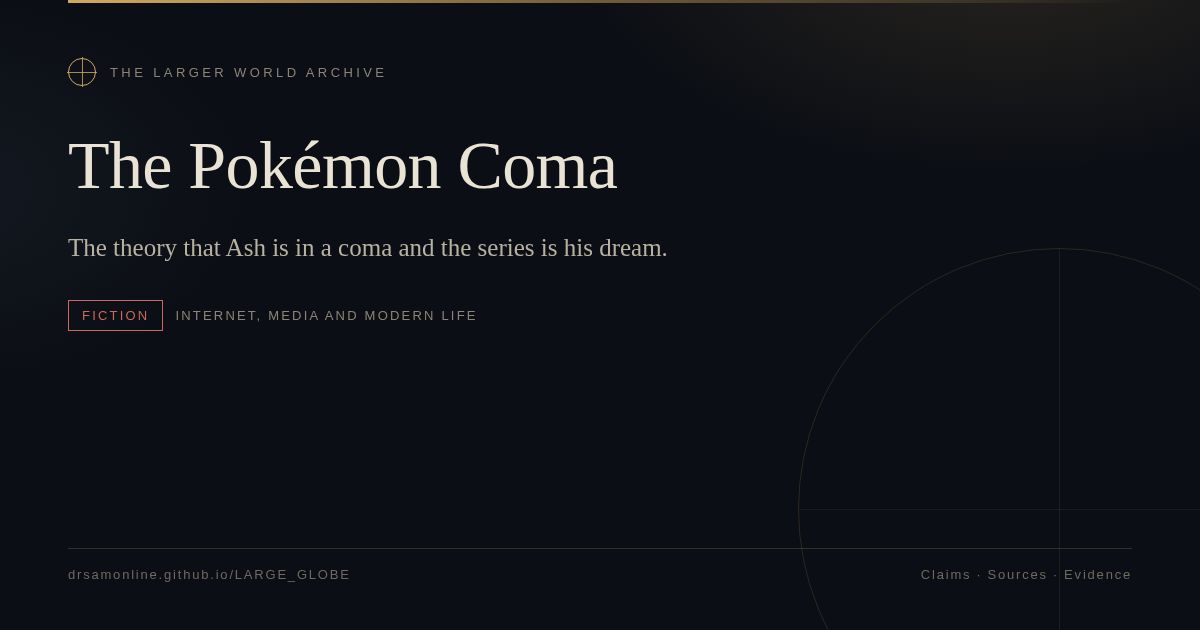 THE LARGER WORLD ARCHIVE
The Pokémon Coma
The theory that Ash is in a coma and the series is his dream.
FICTION INTERNET, MEDIA AND MODERN LIFE
drsamonline.github.io/LARGE_GLOBE Claims · Sources · Evidence